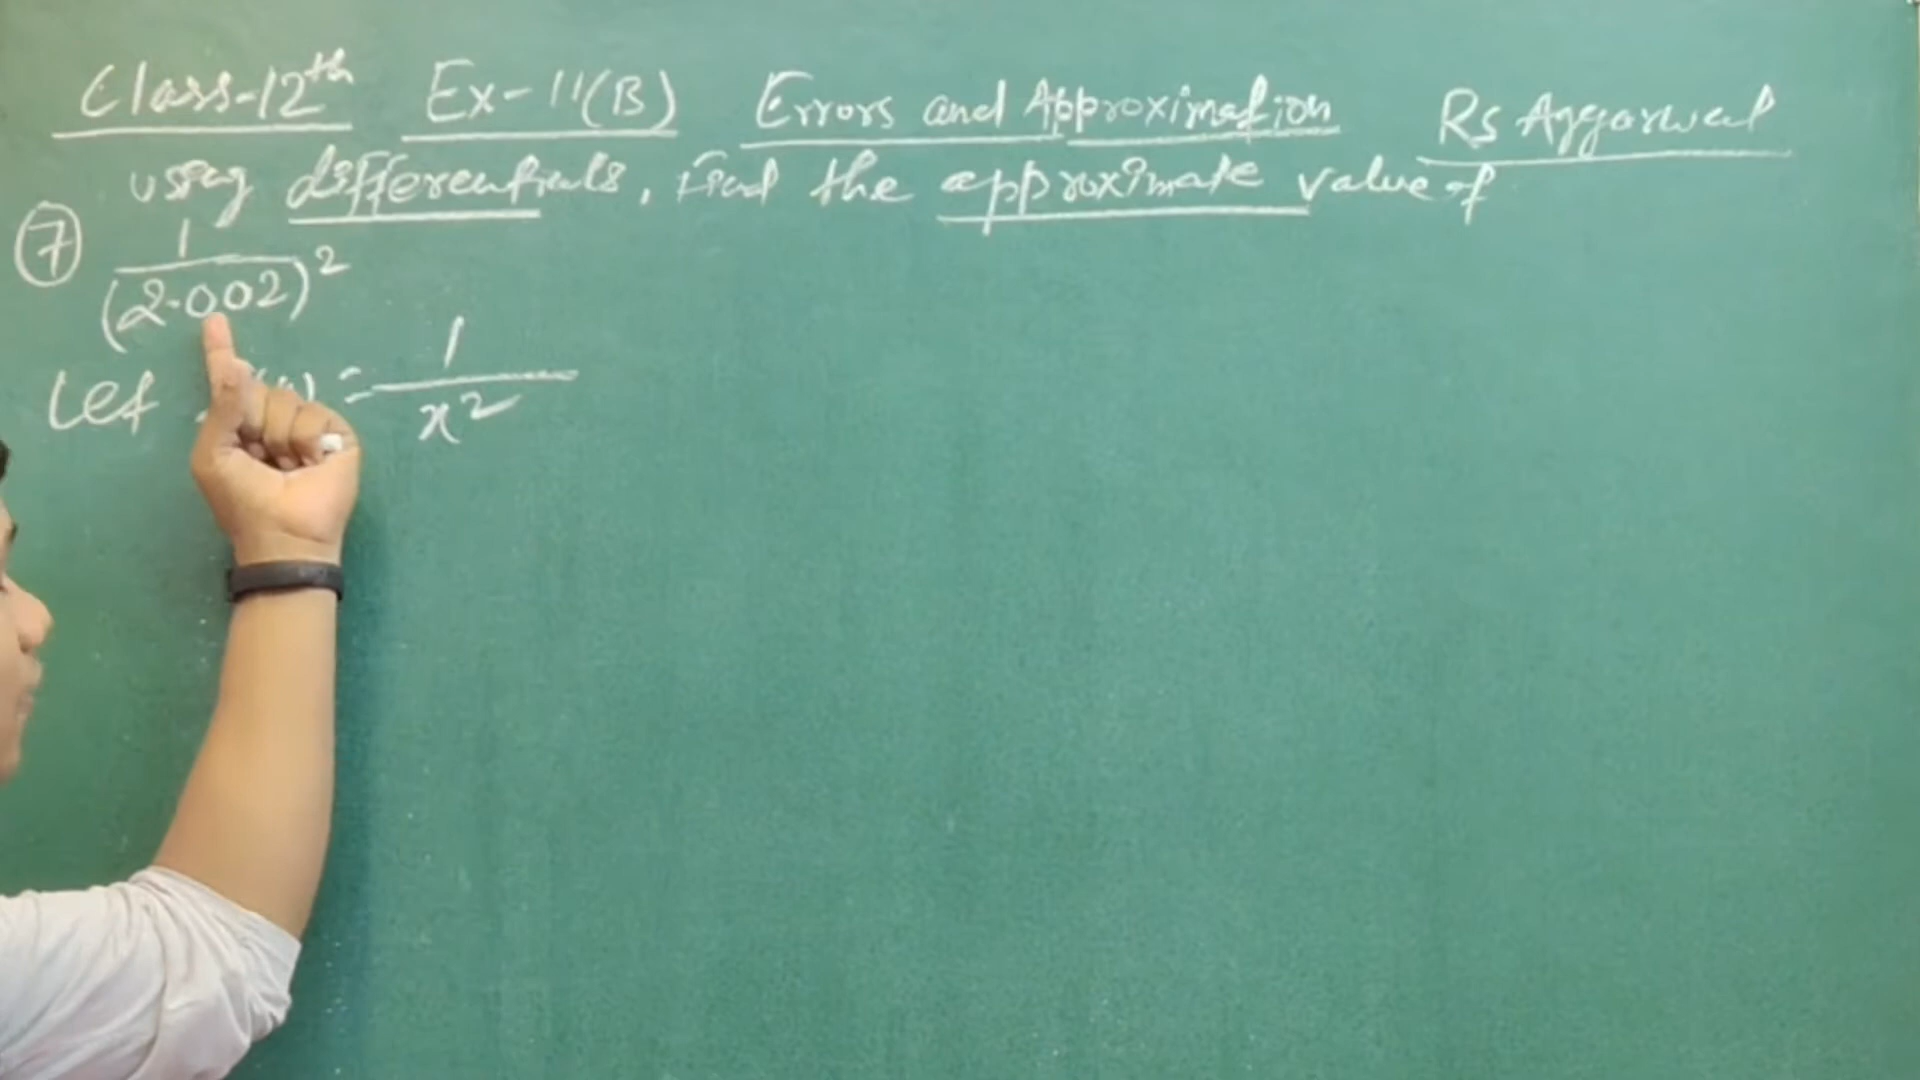 Class-12th Ex-11(B) Errors and Approximation Rs Aggarwal
using differentials, Find the approximate value of
7 1/(2.002)^2
Let = 1/x^2